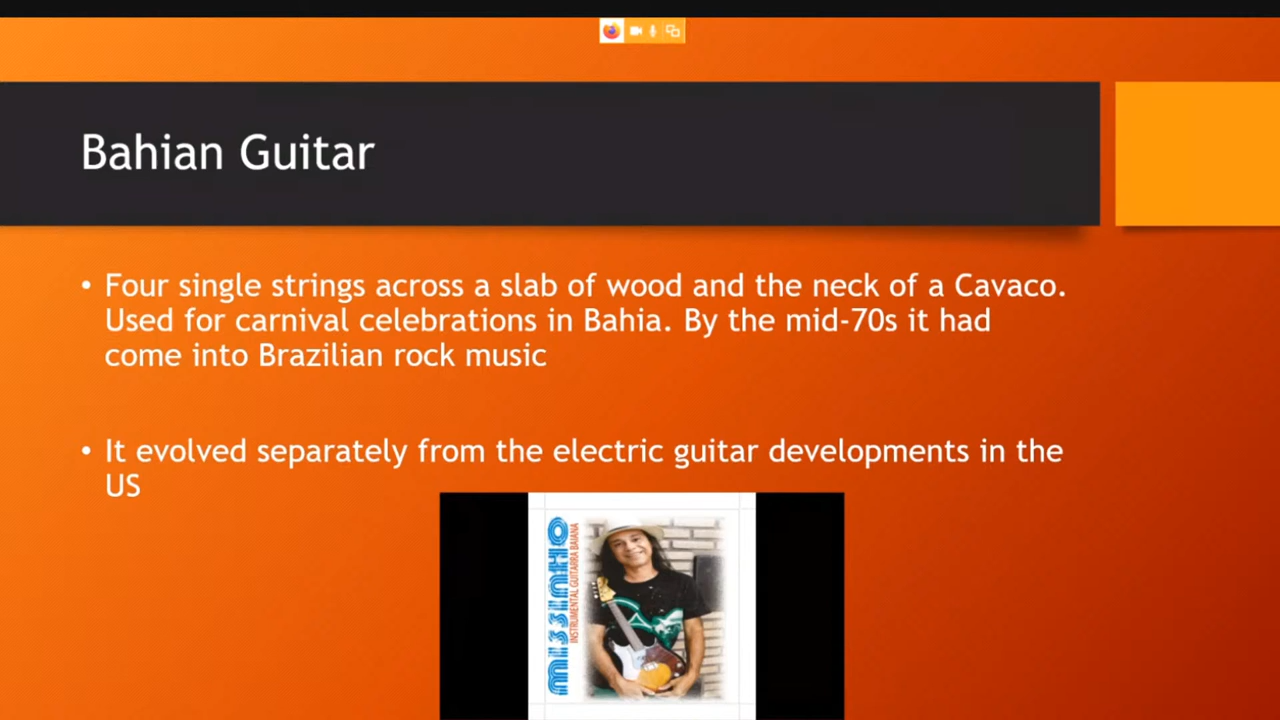 Bahian Guitar
• Four single strings across a slab of wood and the neck of a Cavaco.
Used for carnival celebrations in Bahia. By the mid-70s it had
come into Brazilian rock music
• It evolved separately from the electric guitar developments in the
US
MISSINHO
INSTRUMENTAL GUITARRA BAIANA